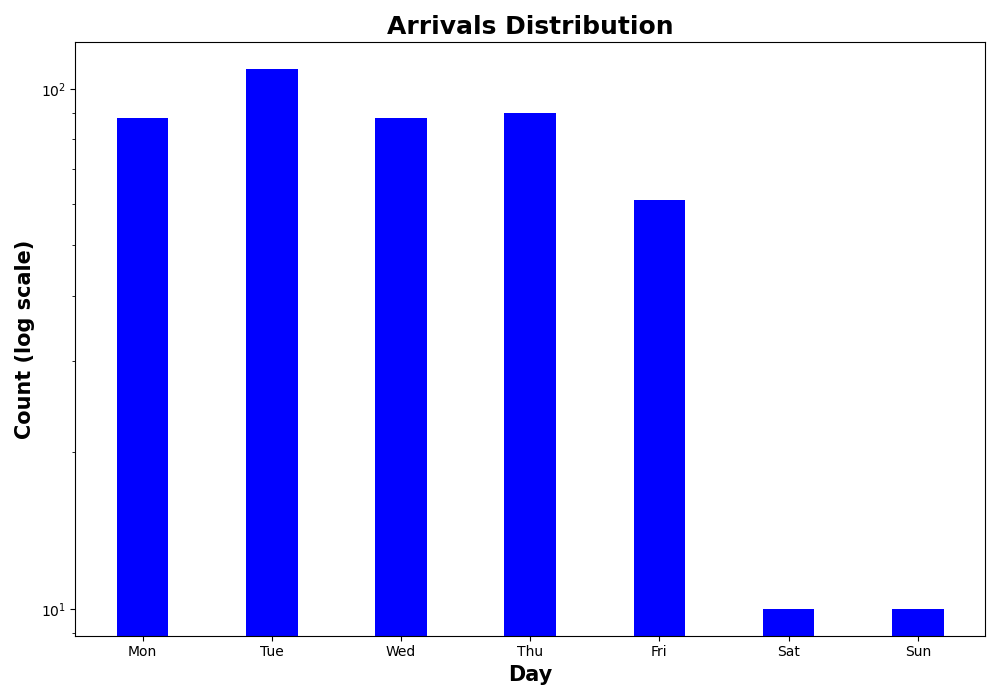 Arrivals Distribution
Count (log scale)
10²
10¹
Mon Tue Wed Thu Fri Sat Sun
Day